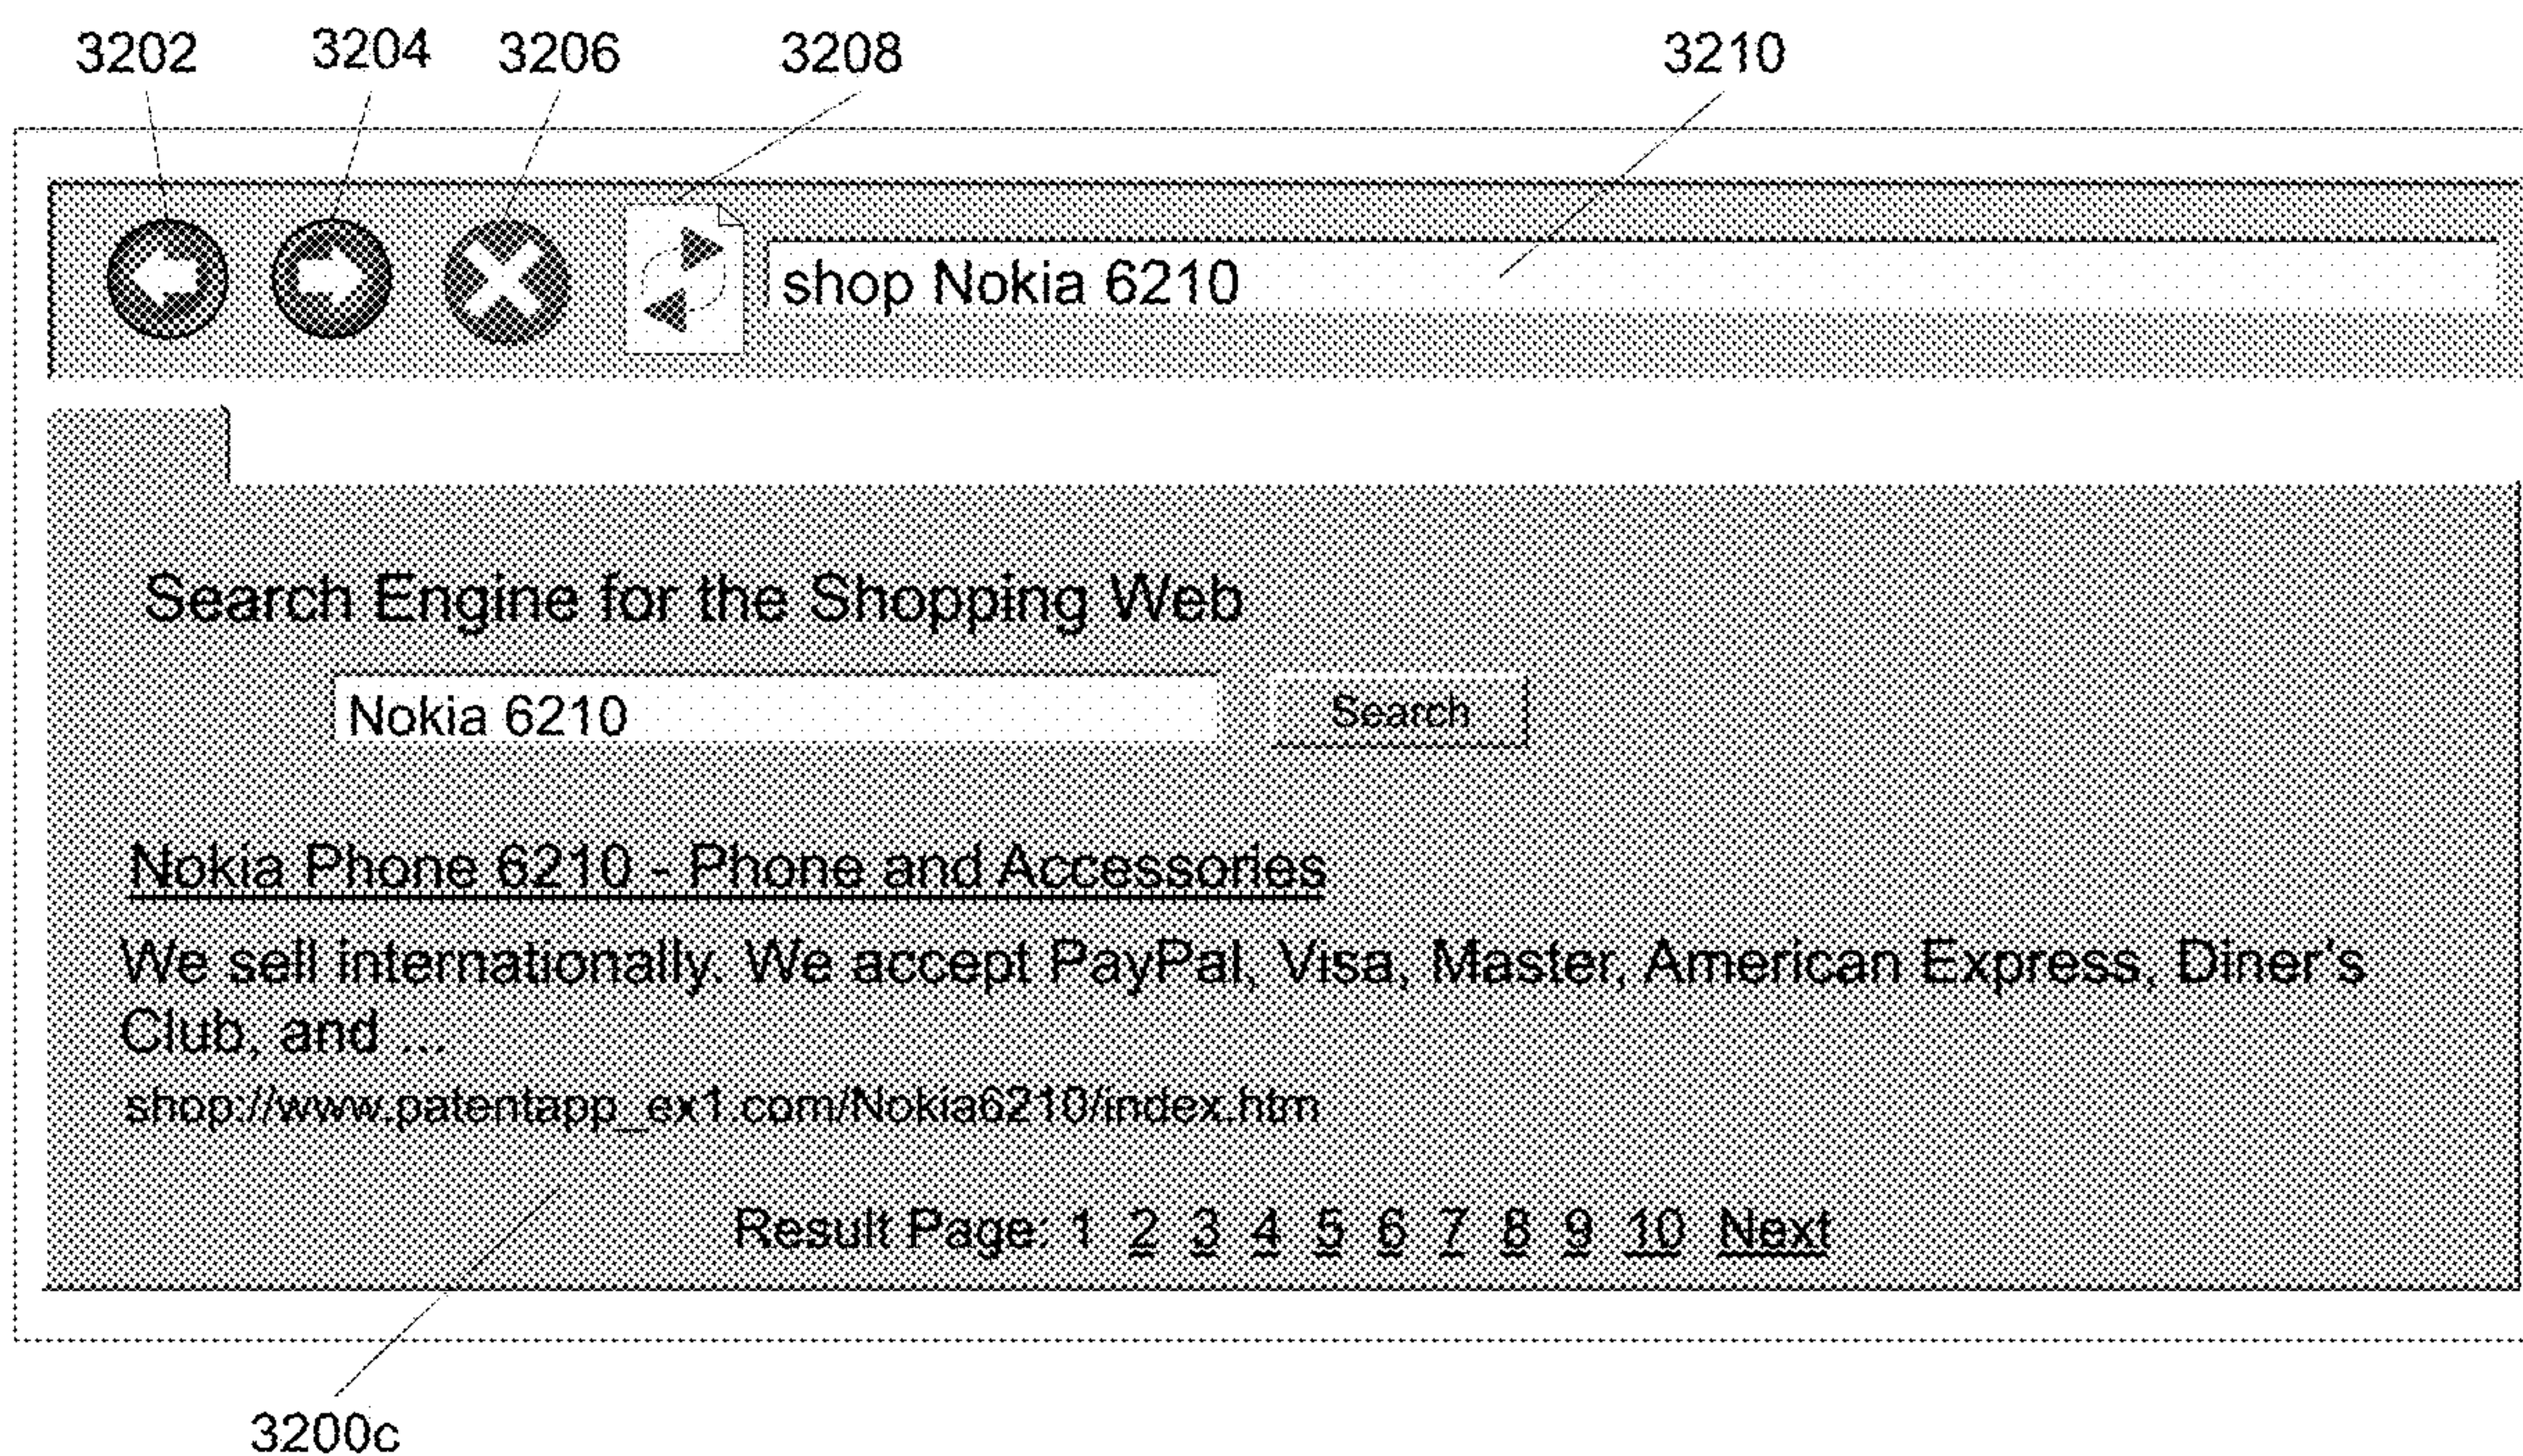 3202 3204 3206 3208 3210
shop Nokia 6210
Search Engine for the Shopping Web
Nokia 6210 Search
Nokia Phone 6210 - Phone and Accessories
We sell internationally. We accept PayPal, Visa, Master, American Express, Diner's
Club, and ...
shop://www.patentapp_ex1.com/Nokia6210/index.htm
Result Page: 1 2 3 4 5 6 7 8 9 10 Next
3200c